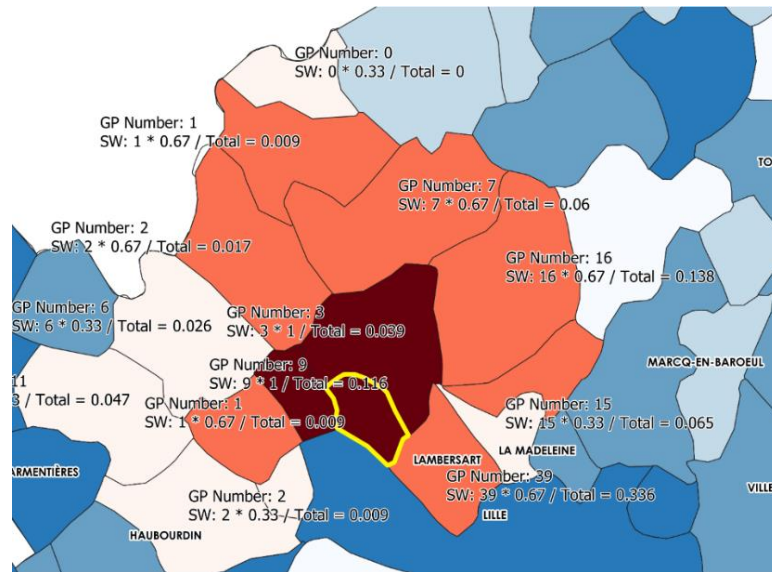 GP Number: 0
SW: 0 * 0.33 / Total = 0
GP Number: 1
SW: 1 * 0.67 / Total = 0.009
TO
GP Number: 7
SW: 7 * 0.67 / Total = 0.06
GP Number: 2
SW: 2 * 0.67 / Total = 0.017
GP Number: 16
SW: 16 * 0.67 / Total = 0.138
GP Number: 6
SW: 6 * 0.33 / Total = 0.026
GP Number: 3
SW: 3 * 1 / Total = 0.039
GP Number: 9
SW: 9 * 1 / Total = 0.116
MARCQ-EN-BAROEUL
11
3 / Total = 0.047
GP Number: 1
SW: 1 * 0.67 / Total = 0.009
GP Number: 15
SW: 15 * 0.33 / Total = 0.065
LA MADELEINE
LAMBERSART
ARMENTIÈRES
GP Number: 39
SW: 39 * 0.67 / Total = 0.336
VILLE
GP Number: 2
SW: 2 * 0.33 / Total = 0.009
LILLE
HAUBOURDIN